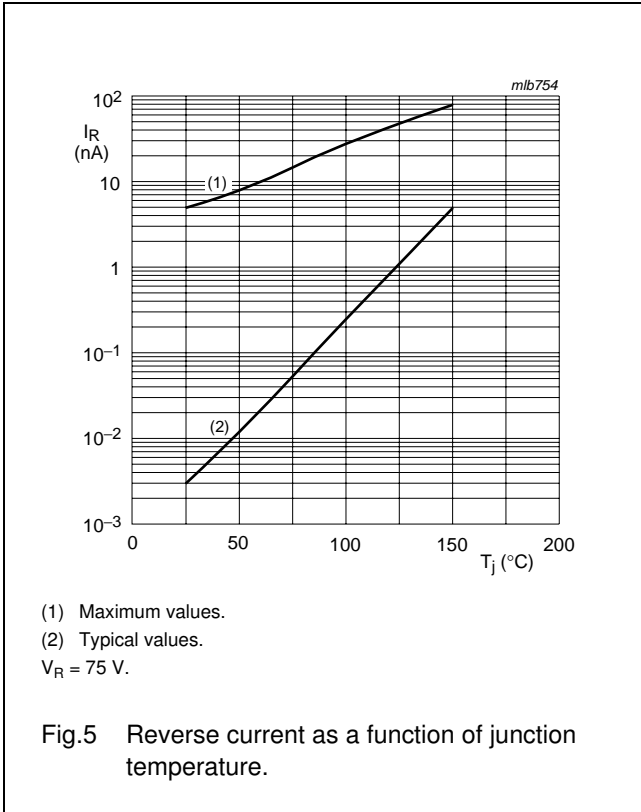 mlb754
10²
I_R
(nA)
10
1
10⁻¹
10⁻²
10⁻³
(1)
(2)
0 50 100 150 200
T_j (°C)
(1) Maximum values.
(2) Typical values.
V_R = 75 V.
Fig.5 Reverse current as a function of junction
temperature.